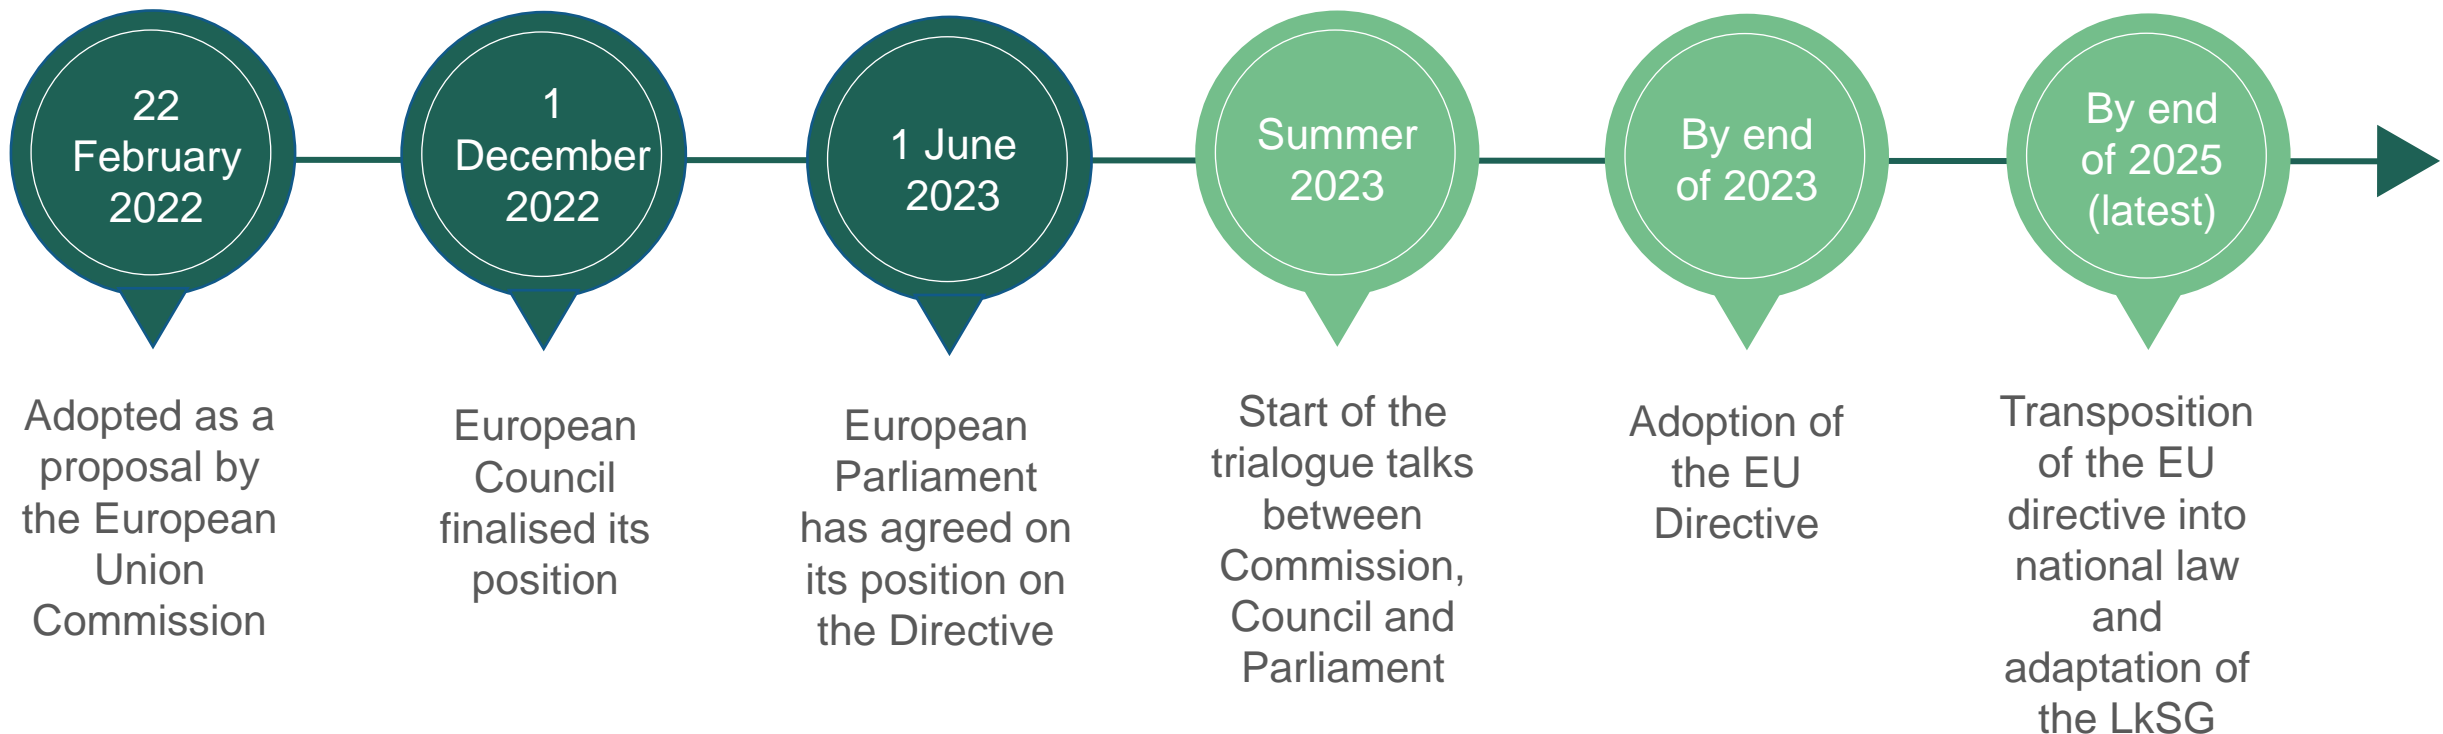 22
February
2022
Adopted as a
proposal by
the European
Union
Commission
1
December
2022
European
Council
finalised its
position
1 June
2023
European
Parliament
has agreed on
its position on
the Directive
Summer
2023
Start of the
trialogue talks
between
Commission,
Council and
Parliament
By end
of 2023
Adoption of
the EU
Directive
By end
of 2025
(latest)
Transposition
of the EU
directive into
national law
and
adaptation of
the LkSG